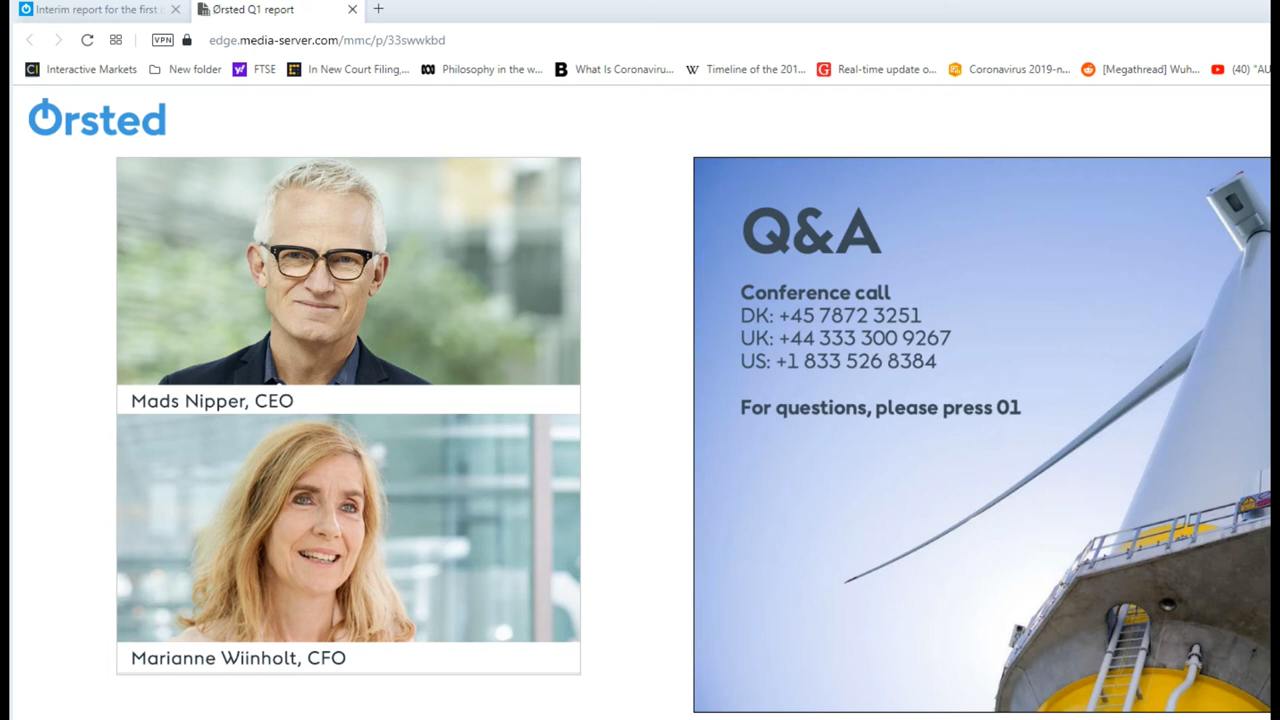 Interim report for the first
Ørsted Q1 report
VPN
edge.media-server.com/mmc/p/33swwkbd
CI Interactive Markets
New folder
FTSE
In New Court Filing,...
Philosophy in the w...
B What Is Coronaviru...
W Timeline of the 201...
G Real-time update o...
Coronavirus 2019-n...
[Megathread] Wuh...
(40) "AU
Ørsted
Mads Nipper, CEO
Marianne Wiinholt, CFO
Q&A
Conference call
DK: +45 7872 3251
UK: +44 333 300 9267
US: +1 833 526 8384
For questions, please press 01